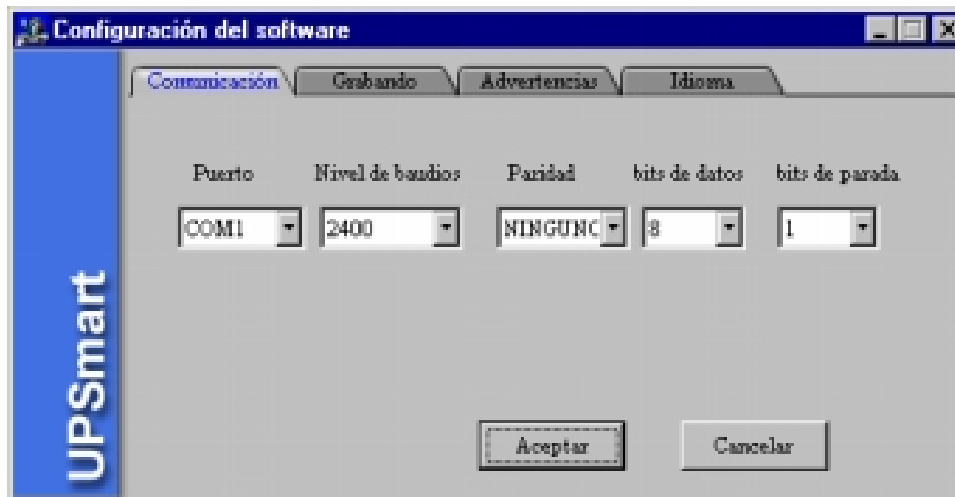 Configuración del software
Comunicación Grabando Advertencias Idioma
Puerto Nivel de baudios Paridad bits de datos bits de parada
COM1 2400 NINGUNO 8 1
UPSmart
Aceptar Cancelar